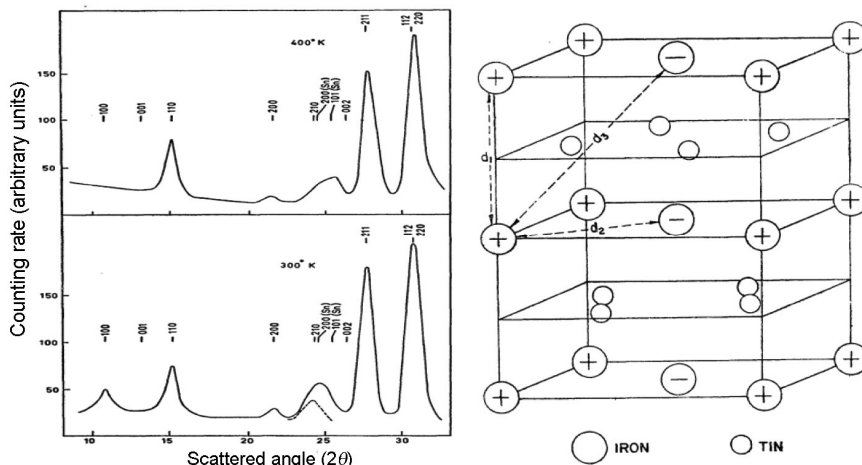 Counting rate (arbitrary units)
400° K
150
100
50
100
001
110
200
210
200(Sn)
101(Sn)
002
211
112
220
300° K
150
100
50
100
001
110
200
210
200(Sn)
101(Sn)
002
211
112
220
10 15 20 25 30
Scattered angle (2θ)
+ + − + +
d₁ d₃
+ + − + +
d₂
+ + − + +
IRON TIN